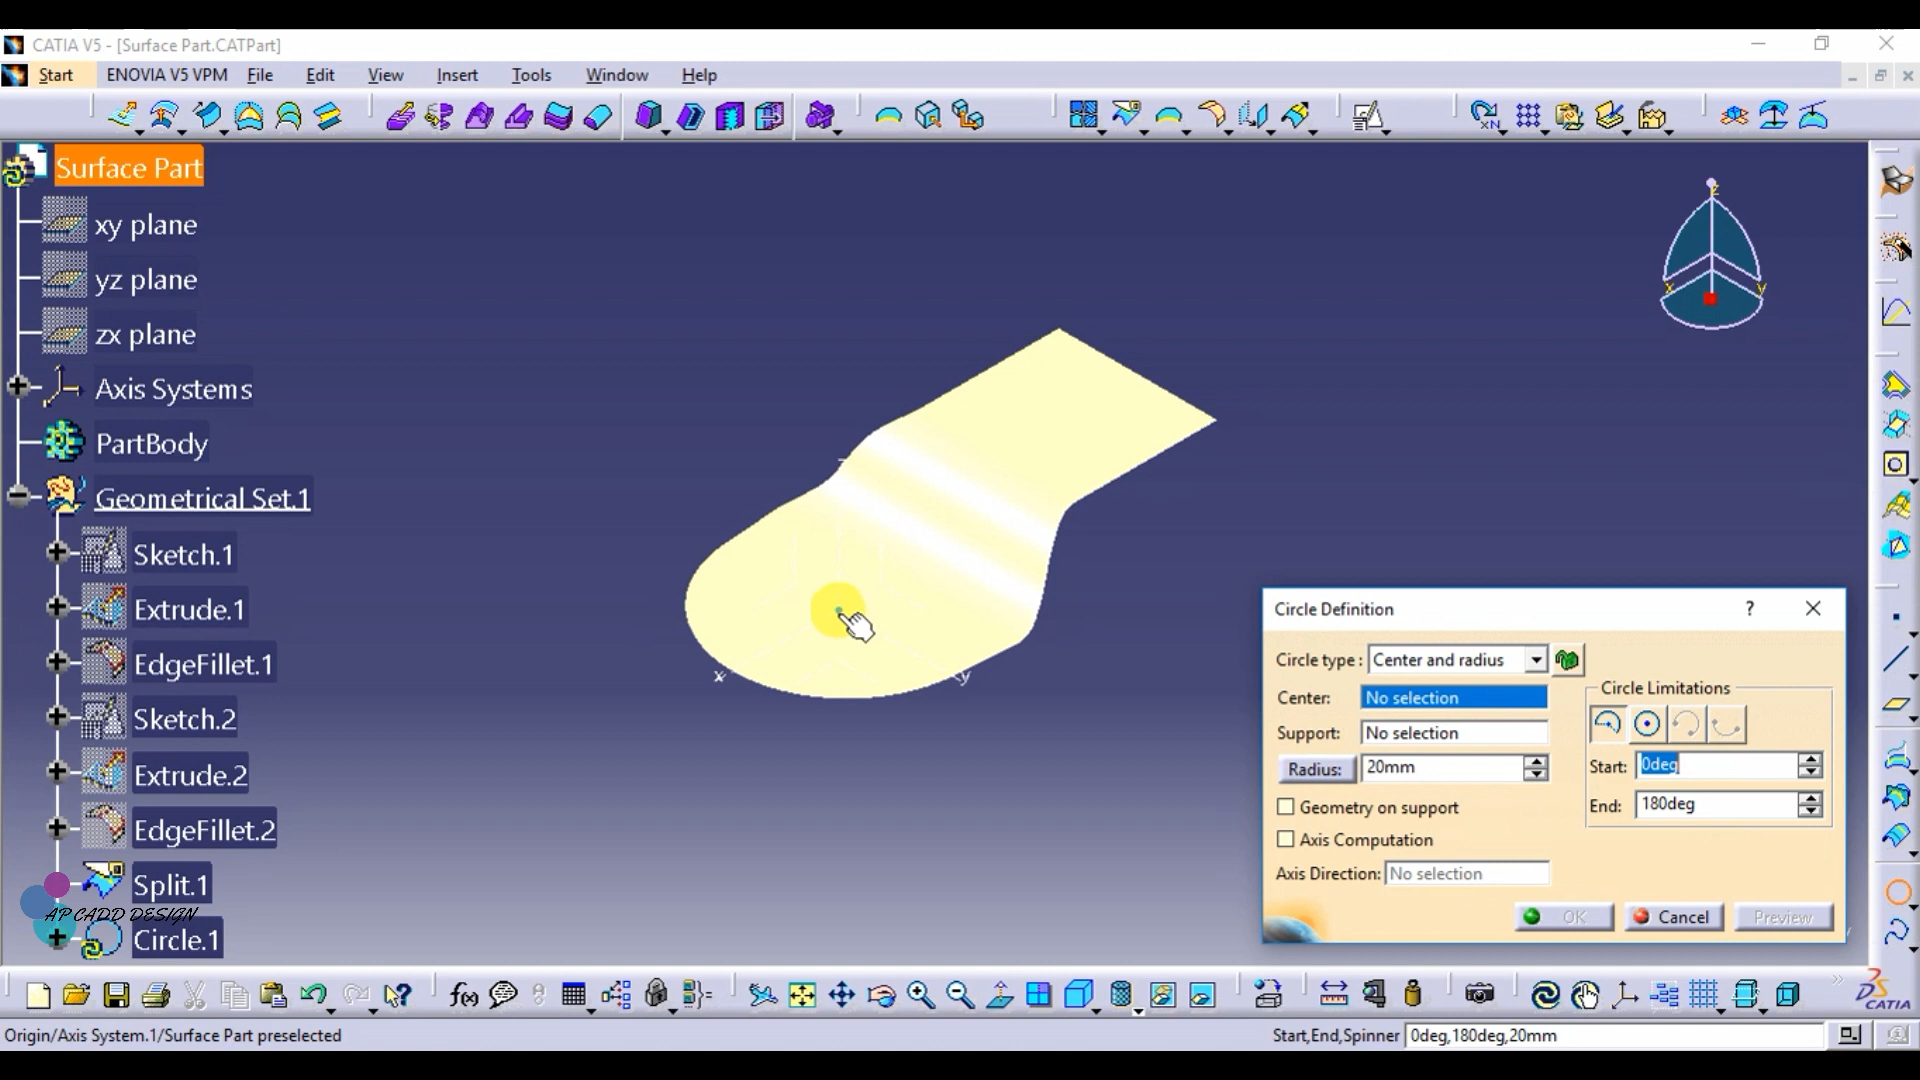 CATIA V5 - [Surface Part.CATPart]
Start ENOVIA V5 VPM File Edit View Insert Tools Window Help
Surface Part
xy plane
yz plane
zx plane
Axis Systems
PartBody
Geometrical Set.1
Sketch.1
Extrude.1
EdgeFillet.1
Sketch.2
Extrude.2
EdgeFillet.2
Split.1
AP CADD DESIGN
Circle.1
z
x
y
x
y
Circle Definition
?
Circle type : Center and radius
Center: No selection
Support: No selection
Radius: 20mm
Geometry on support
Axis Computation
Axis Direction: No selection
Circle Limitations
Start: 0deg
End: 180deg
OK Cancel Preview
f(x)
CATIA
Origin/Axis System.1/Surface Part preselected
Start,End,Spinner 0deg,180deg,20mm